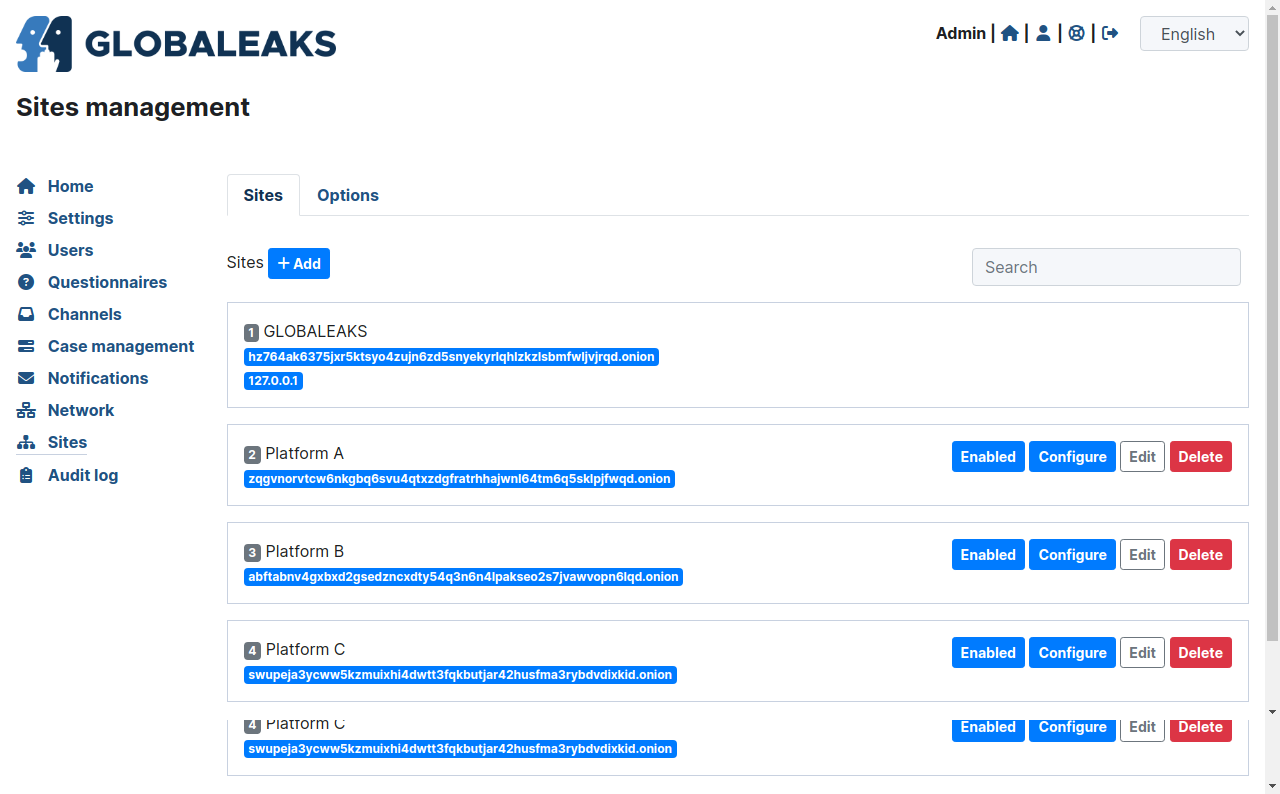 GLOBALEAKS
Admin | | | |
English
Sites management
Home
Settings
Users
Questionnaires
Channels
Case management
Notifications
Network
Sites
Audit log
Sites Options
Sites + Add
Search
1 GLOBALEAKS
hz764ak6375jxr5ktsyo4zujn6zd5snyekyrlqhlzkzlsbmfwljvjrqd.onion
127.0.0.1
2 Platform A Enabled Configure Edit Delete
zqgvnorvtcw6nkgbq6svu4qtxzdgfratrhhajwnl64tm6q5sklpjfwqd.onion
3 Platform B Enabled Configure Edit Delete
abftabnv4gxbxd2gsedzncxdty54q3n6n4lpakseo2s7jvawvopn6lqd.onion
4 Platform C Enabled Configure Edit Delete
swupeja3ycww5kzmuixhi4dwtt3fqkbutjar42husfma3rybdvdixkid.onion
4 Platform C Enabled Configure Edit Delete
swupeja3ycww5kzmuixhi4dwtt3fqkbutjar42husfma3rybdvdixkid.onion